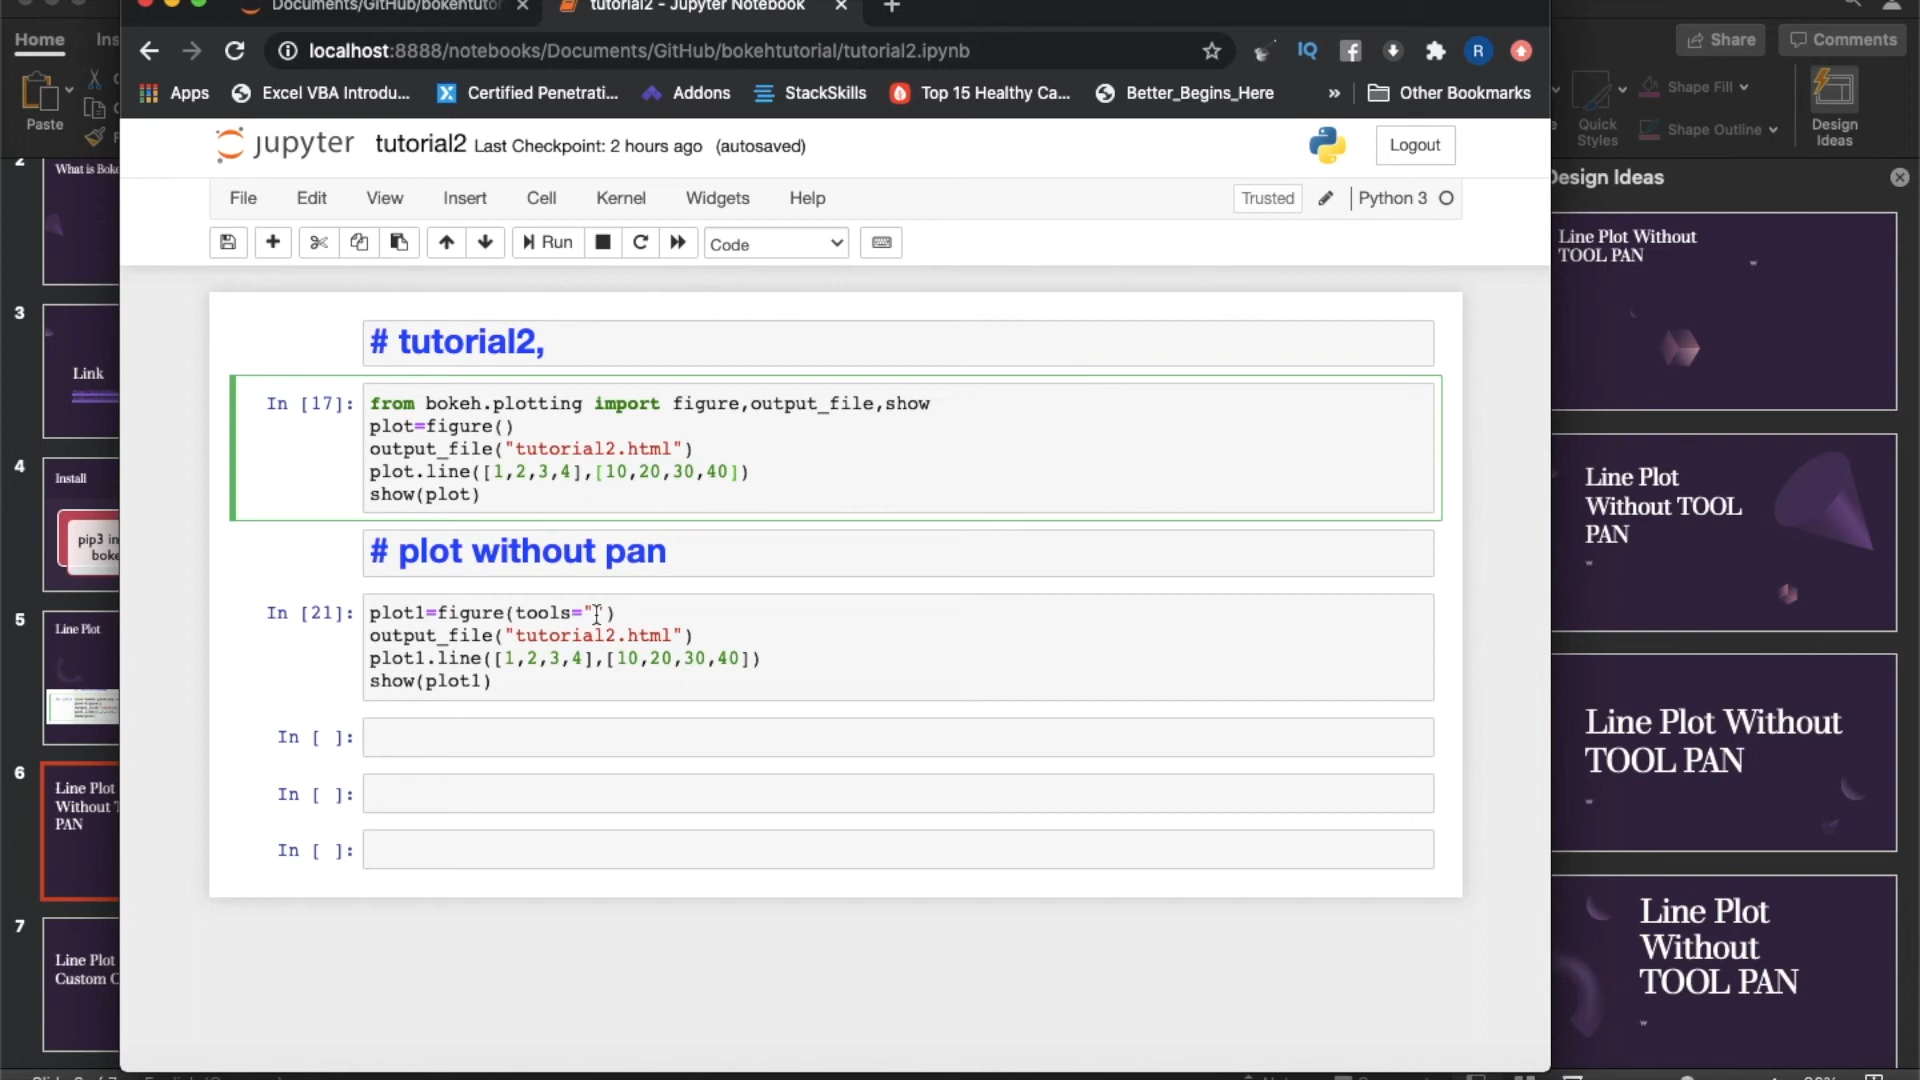 Documents/GitHub/bokehtutor
tutorial2 - Jupyter Notebook
Home
Ins
Share
Comments
localhost:8888/notebooks/Documents/GitHub/bokehtutorial/tutorial2.ipynb
IQ
R
Apps
Excel VBA Introdu...
Certified Penetrati...
Addons
StackSkills
Top 15 Healthy Ca...
Better_Begins_Here
»
Other Bookmarks
Paste
Quick Styles
Shape Fill
Shape Outline
Design Ideas
jupyter
tutorial2 Last Checkpoint: 2 hours ago (autosaved)
Logout
File Edit View Insert Cell Kernel Widgets Help
Trusted
Python 3
Run
Code
# tutorial2,
In [17]:
from bokeh.plotting import figure,output_file,show
plot=figure()
output_file("tutorial2.html")
plot.line([1,2,3,4],[10,20,30,40])
show(plot)
# plot without pan
In [21]:
plot1=figure(tools="")
output_file("tutorial2.html")
plot1.line([1,2,3,4],[10,20,30,40])
show(plot1)
In [ ]:
In [ ]:
In [ ]:
2
What is Boke
3
Link
4
Install
pip3 in
boke
5
Line Plot
6
Line Plot
Without T
PAN
7
Line Plot
Custom C
Design Ideas
Line Plot Without
TOOL PAN
Line Plot
Without TOOL
PAN
Line Plot Without
TOOL PAN
Line Plot
Without
TOOL PAN